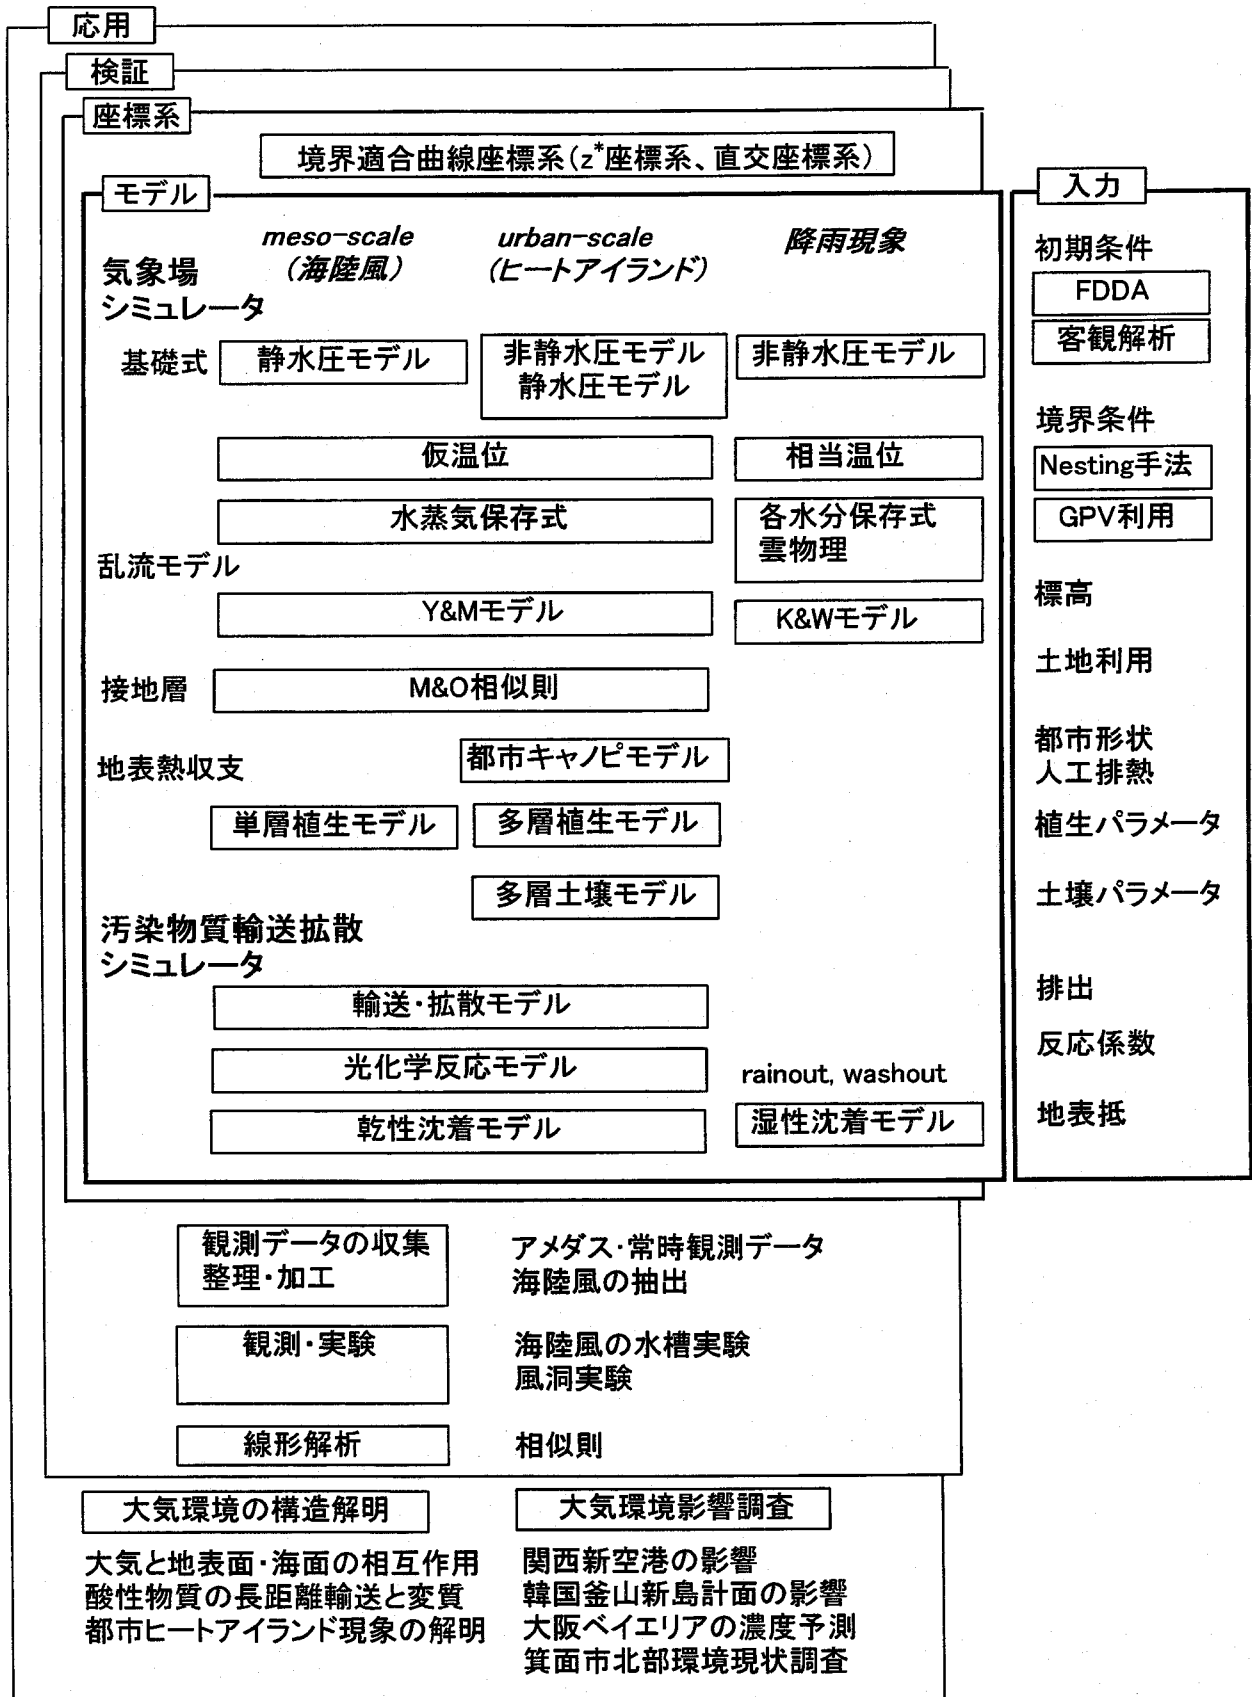 応用
検証
座標系
境界適合曲線座標系(z*座標系、直交座標系)
モデル
meso-scale
(海陸風)
urban-scale
(ヒートアイランド)
降雨現象
気象場
シミュレータ
基礎式
静水圧モデル
非静水圧モデル
静水圧モデル
非静水圧モデル
仮温位
相当温位
水蒸気保存式
各水分保存式
雲物理
乱流モデル
Y&Mモデル
K&Wモデル
接地層
M&O相似則
地表熱収支
都市キャノピモデル
単層植生モデル
多層植生モデル
多層土壌モデル
汚染物質輸送拡散
シミュレータ
輸送・拡散モデル
光化学反応モデル
rainout, washout
乾性沈着モデル
湿性沈着モデル
入力
初期条件
FDDA
客観解析
境界条件
Nesting手法
GPV利用
標高
土地利用
都市形状
人工排熱
植生パラメータ
土壌パラメータ
排出
反応係数
地表抵
観測データの収集
整理・加工
アメダス・常時観測データ
海陸風の抽出
観測・実験
海陸風の水槽実験
風洞実験
線形解析
相似則
大気環境の構造解明
大気と地表面・海面の相互作用
酸性物質の長距離輸送と変質
都市ヒートアイランド現象の解明
大気環境影響調査
関西新空港の影響
韓国釜山新島計画の影響
大阪ベイエリアの濃度予測
箕面市北部環境現状調査